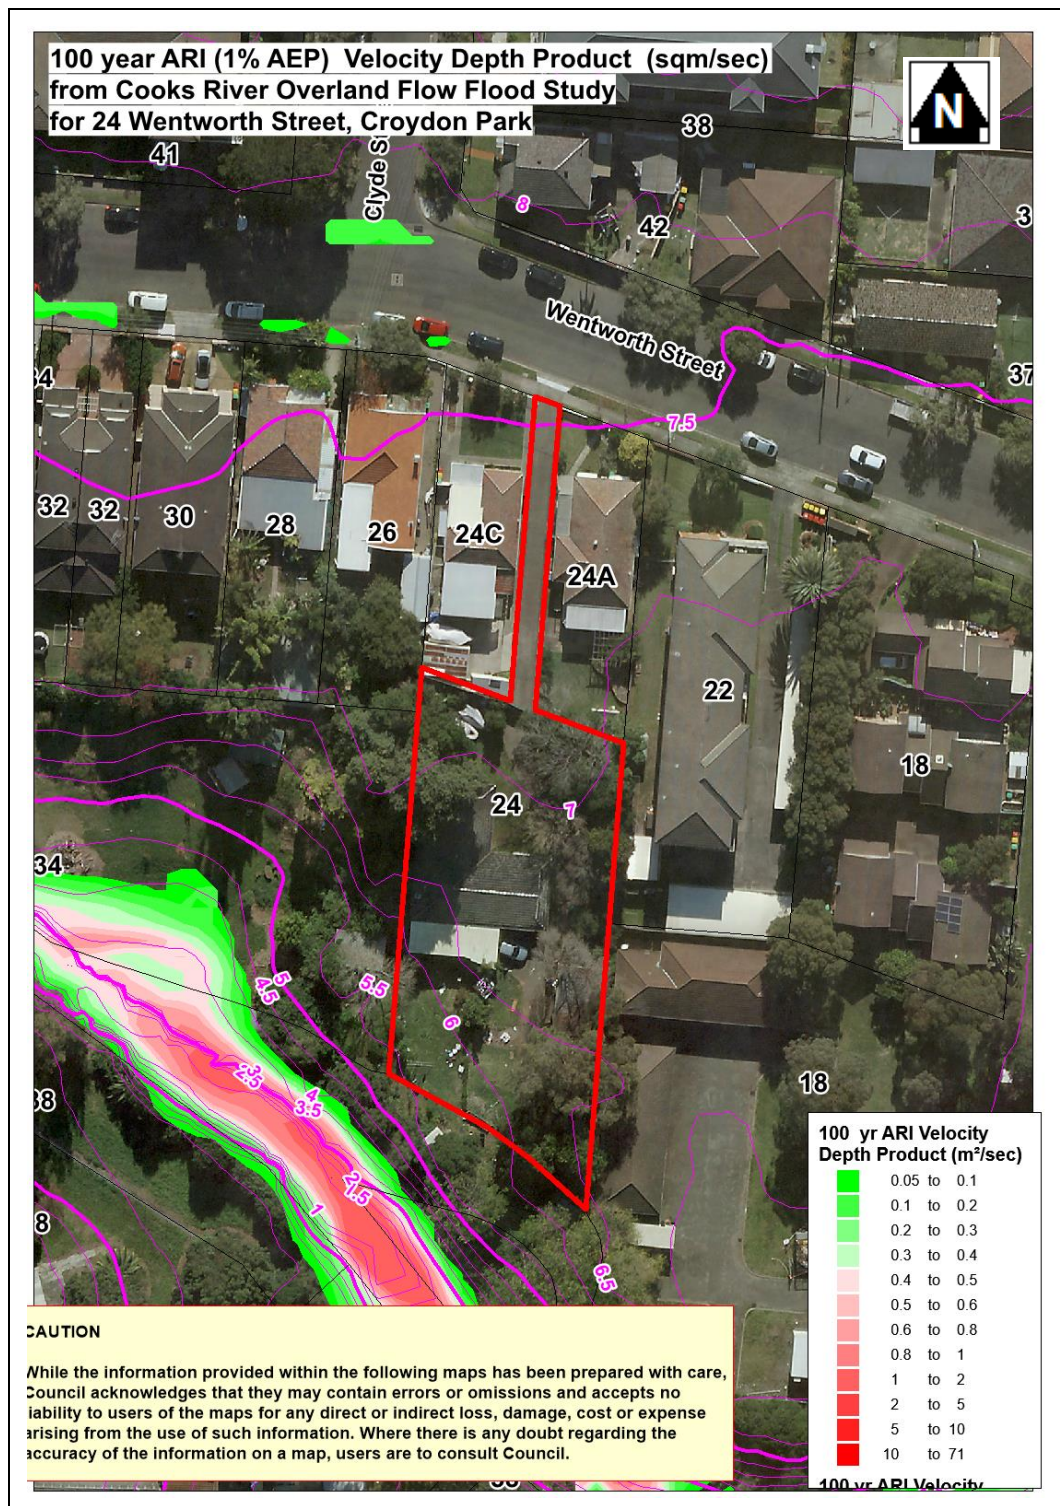 100 year ARI (1% AEP) Velocity Depth Product (sqm/sec)
from Cooks River Overland Flow Flood Study
for 24 Wentworth Street, Croydon Park
N
38
41
8
42
3
Wentworth Street
37
7.5
32
32
30
28
26
24C
24A
22
18
24
7
34
5
4.5
5.5
6
3
2.5
4
3.5
18
2
1.5
1
8
6.5
CAUTION
While the information provided within the following maps has been prepared with care,
Council acknowledges that they may contain errors or omissions and accepts no
liability to users of the maps for any direct or indirect loss, damage, cost or expense
arising from the use of such information. Where there is any doubt regarding the
accuracy of the information on a map, users are to consult Council.
100 yr ARI Velocity
Depth Product (m²/sec)
0.05 to 0.1
0.1 to 0.2
0.2 to 0.3
0.3 to 0.4
0.4 to 0.5
0.5 to 0.6
0.6 to 0.8
0.8 to 1
1 to 2
2 to 5
5 to 10
10 to 71
100 yr ARI Velocity